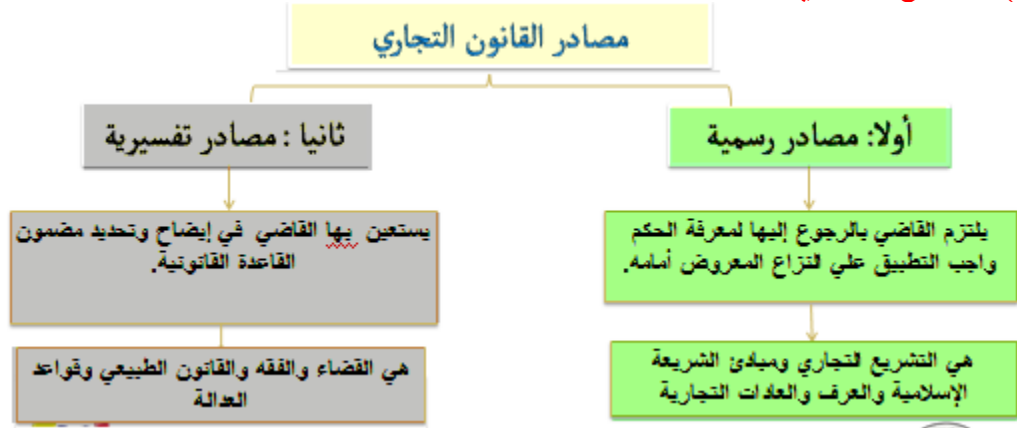 مصادر القانون التجاري
أولا: مصادر رسمية
يلتزم القاضي بالرجوع إليها لمعرفة الحكم
واجب التطبيق علي النزاع المعروض أمامه.
هي التشريع التجاري ومبادئ الشريعة
الإسلامية والعرف والعادات التجارية
ثانيا : مصادر تفسيرية
يستعين بها القاضي في إيضاح وتحديد مضمون
القاعدة القانونية.
هي القضاء والفقه والقانون الطبيعي وقواعد
العدالة